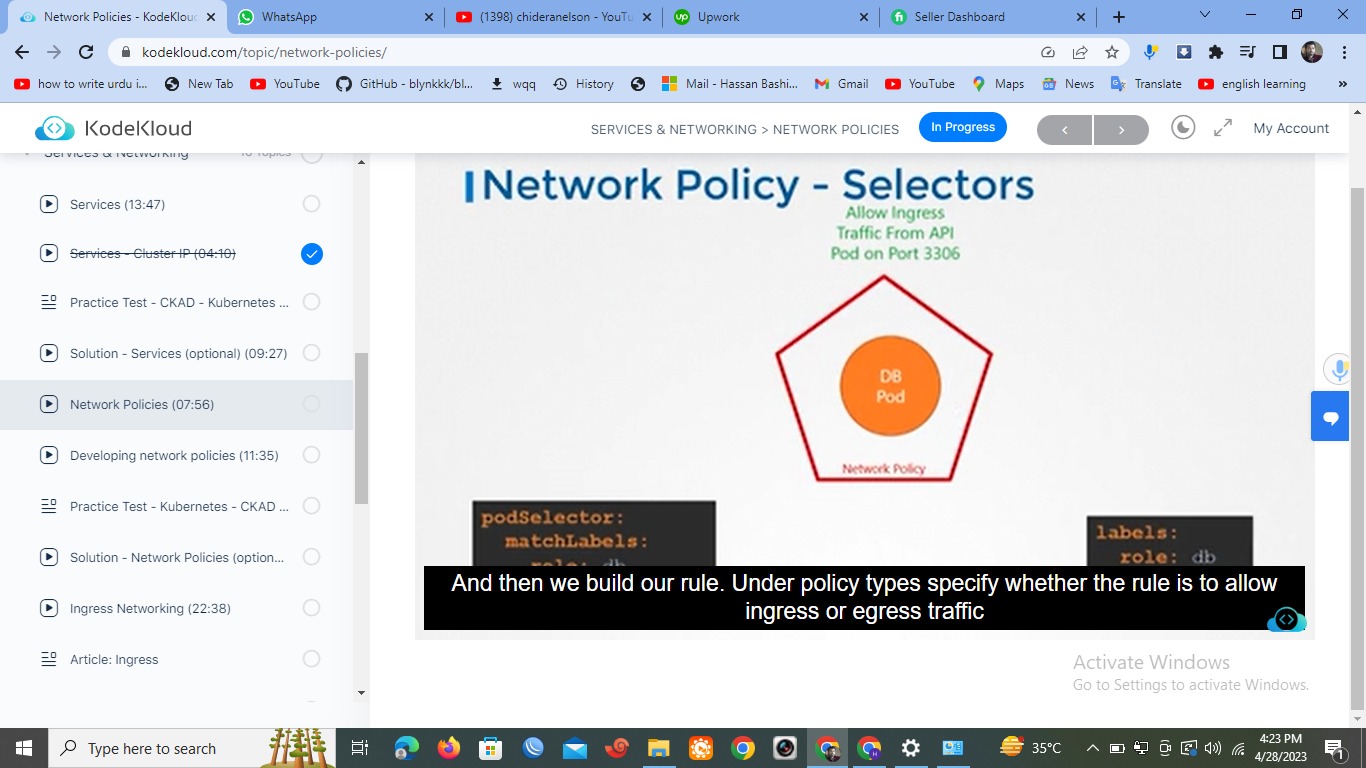 Network Policies - KodeKloud
WhatsApp
(1398) chideranelson - YouTu
Upwork
Seller Dashboard
kodekloud.com/topic/network-policies/
how to write urdu i...
New Tab
YouTube
GitHub - blynkkk/bl...
wqq
History
Mail - Hassan Bashi...
Gmail
YouTube
Maps
News
Translate
english learning
»
KodeKloud
SERVICES & NETWORKING > NETWORK POLICIES
In Progress
My Account
Services & Networking
Topics
Services (13:47)
Services - Cluster IP (04:10)
Practice Test - CKAD - Kubernetes ...
Solution - Services (optional) (09:27)
Network Policies (07:56)
Developing network policies (11:35)
Practice Test - Kubernetes - CKAD ...
Solution - Network Policies (option...
Ingress Networking (22:38)
Article: Ingress
Network Policy - Selectors
Allow Ingress
Traffic From API
Pod on Port 3306
DB
Pod
Network Policy
podSelector:
matchLabels:
role: db
labels:
role: db
And then we build our rule. Under policy types specify whether the rule is to allow
ingress or egress traffic
Activate Windows
Go to Settings to activate Windows.
Type here to search
35°C
4:23 PM
4/28/2023
1